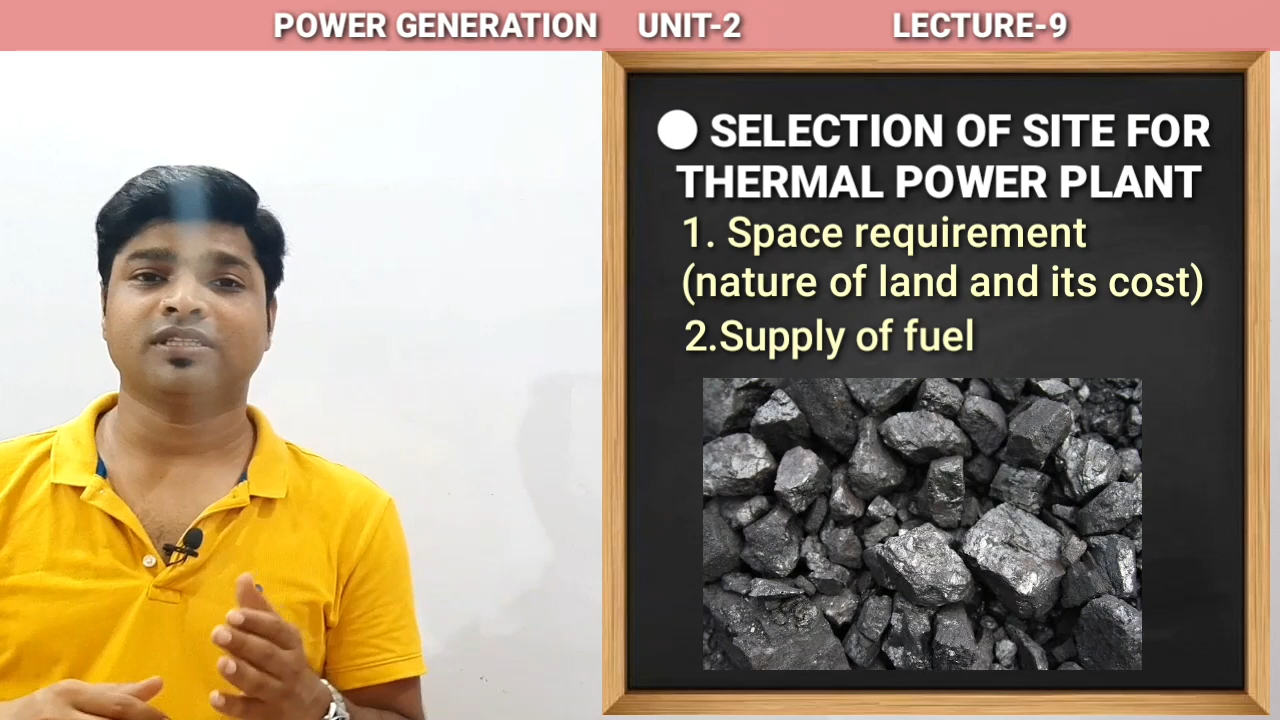 POWER GENERATION UNIT-2 LECTURE-9
● SELECTION OF SITE FOR
THERMAL POWER PLANT
1. Space requirement
(nature of land and its cost)
2.Supply of fuel